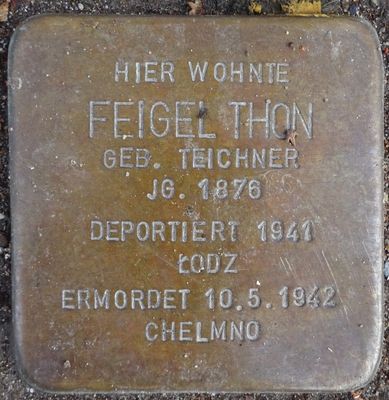 HIER WOHNTE
FEIGEL THON
GEB. TEICHNER
JG. 1876
DEPORTIERT 1941
ŁODZ
ERMORDET 10.5.1942
CHELMNO